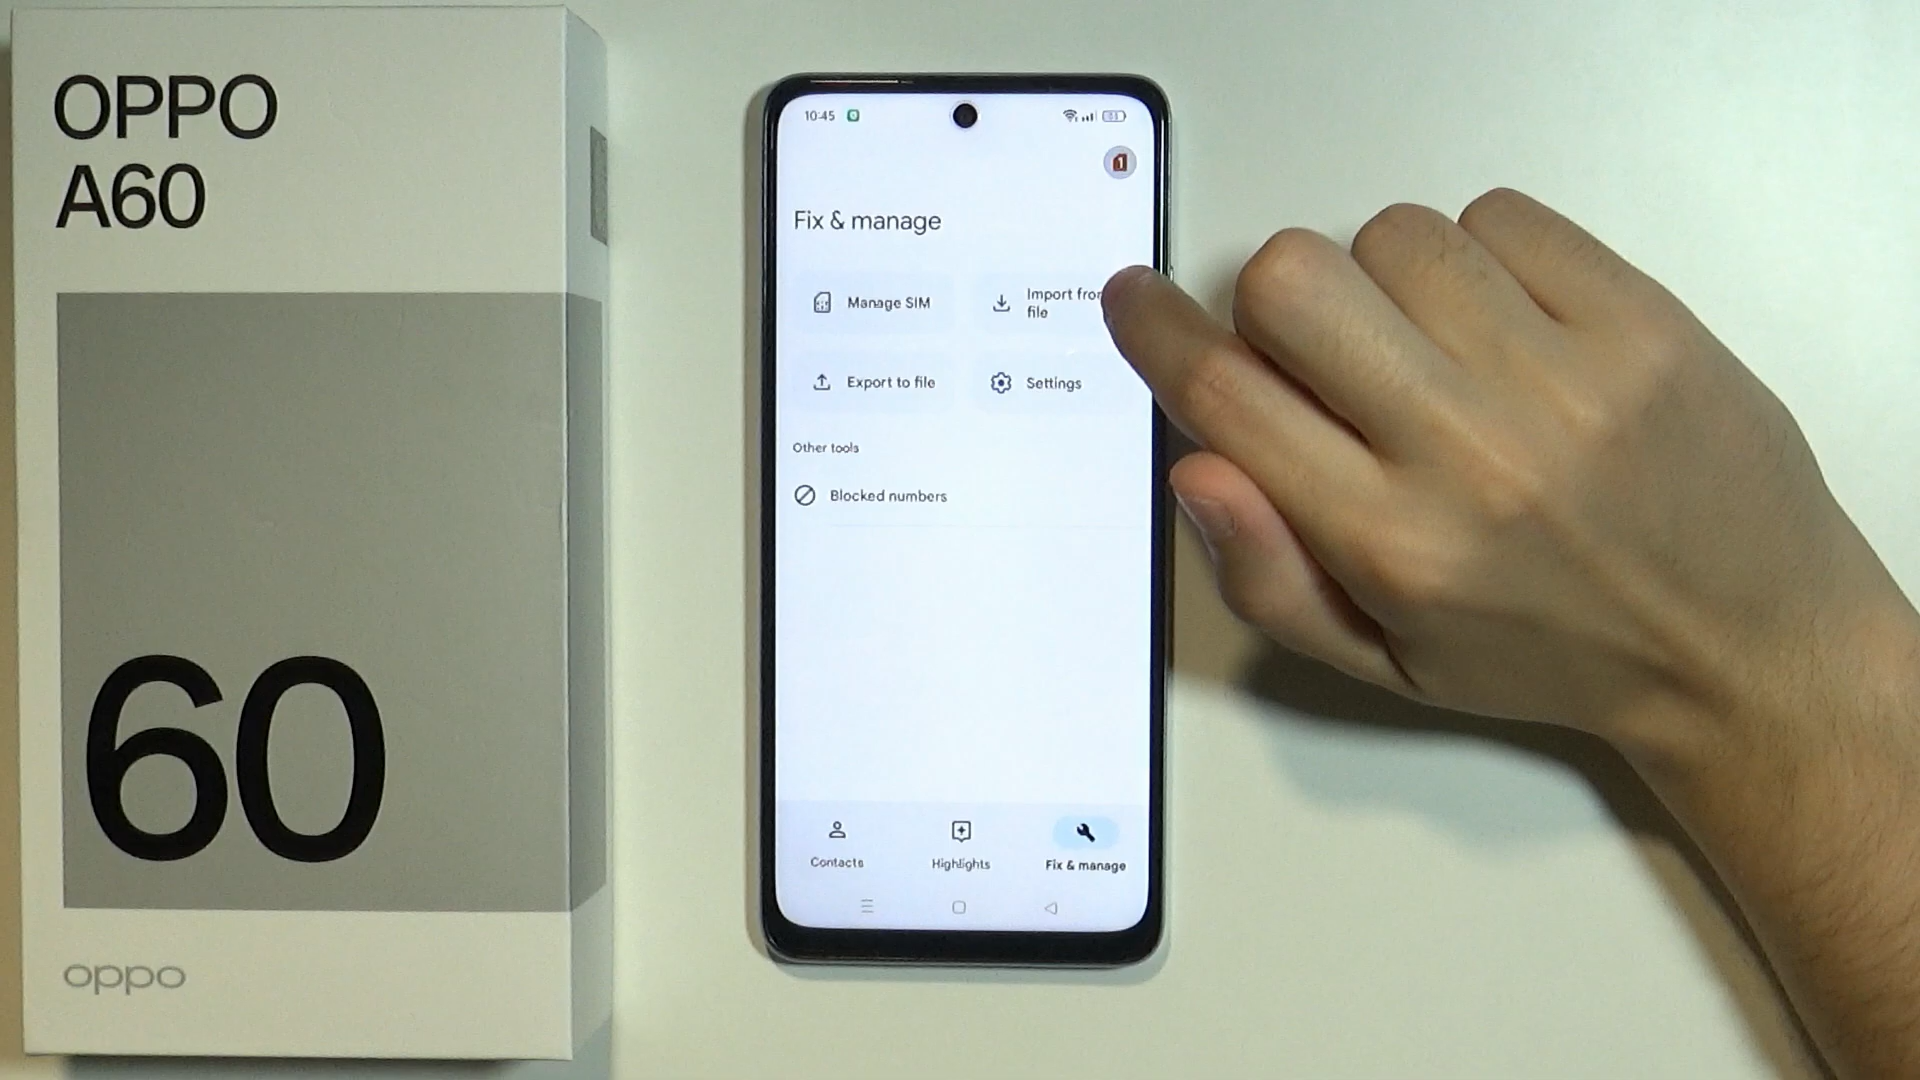 OPPO
A60
60
oppo
10:45
1
Fix & manage
Manage SIM
Import fro
file
Export to file
Settings
Other tools
Blocked numbers
Contacts
Highlights
Fix & manage